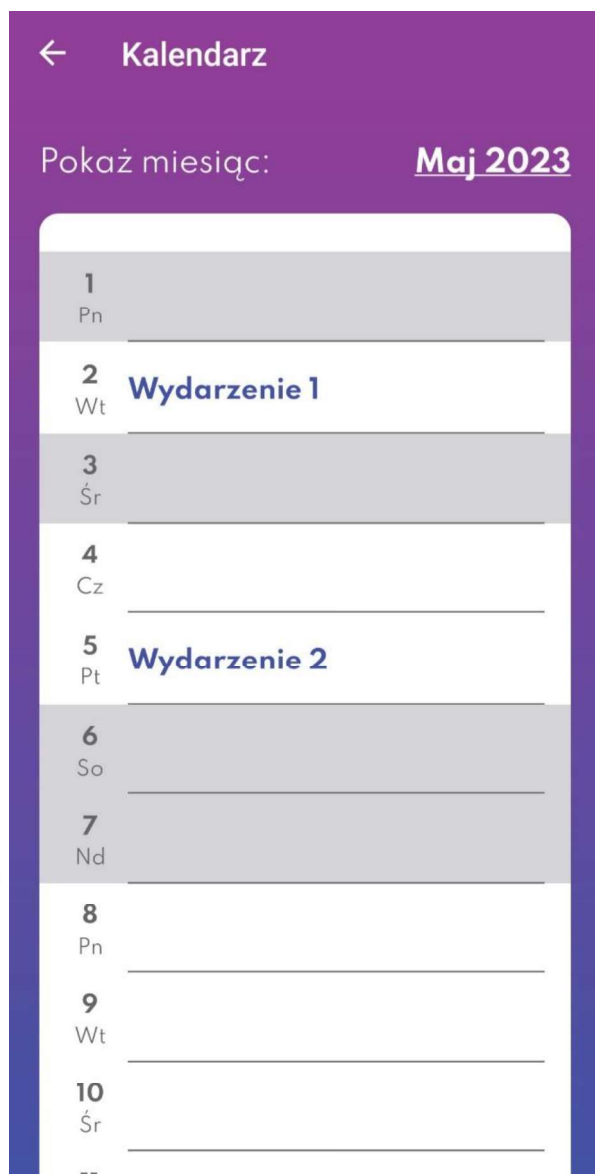 Kalendarz
Pokaż miesiąc: Maj 2023
1
Pn
2
Wt
Wydarzenie 1
3
Śr
4
Cz
5
Pt
Wydarzenie 2
6
So
7
Nd
8
Pn
9
Wt
10
Śr